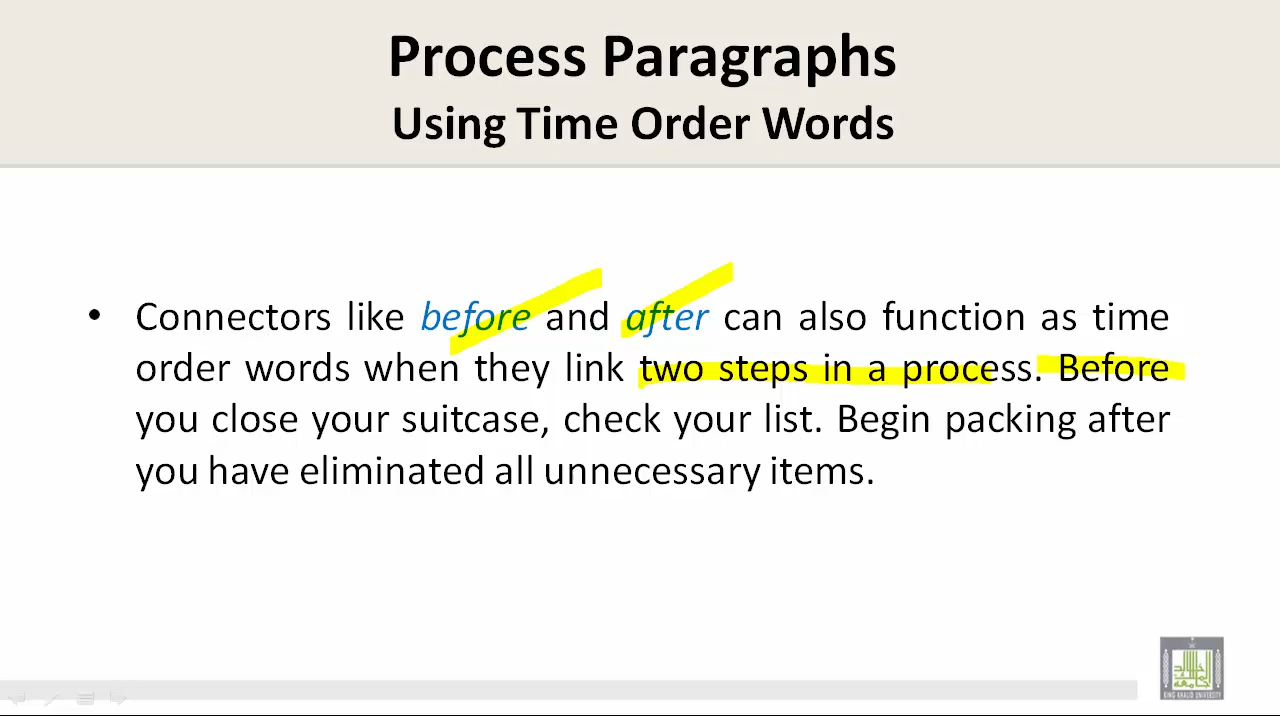 Process Paragraphs
Using Time Order Words
• Connectors like before and after can also function as time
order words when they link two steps in a process. Before
you close your suitcase, check your list. Begin packing after
you have eliminated all unnecessary items.
KING KHALID UNIVERSITY